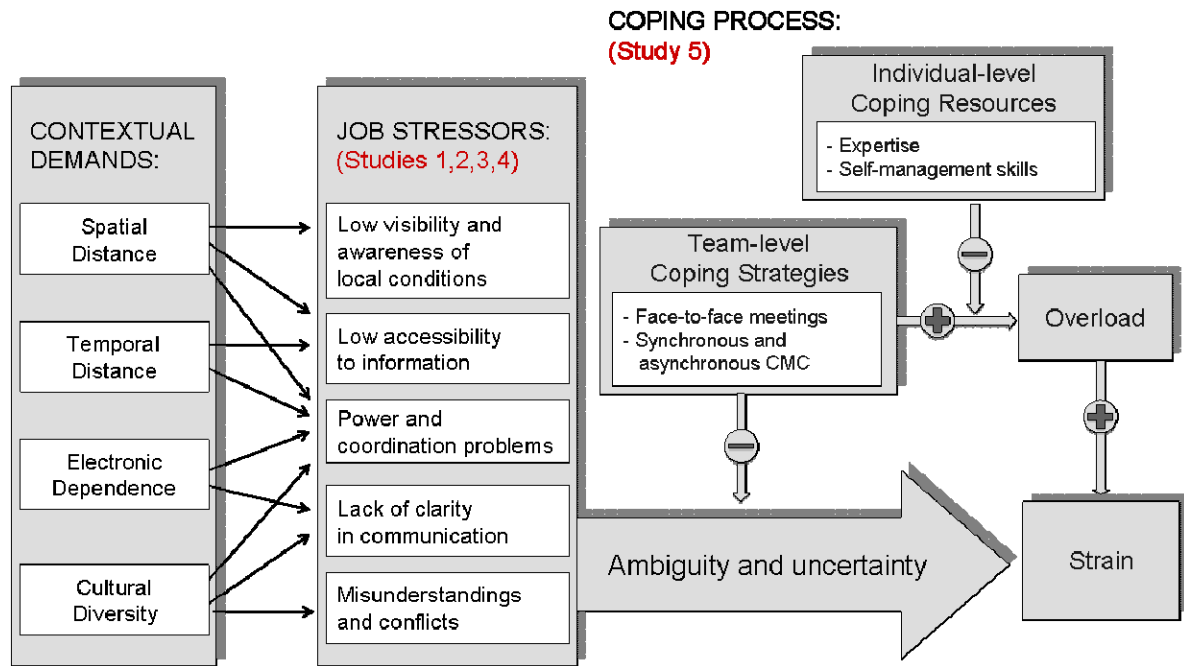 COPING PROCESS:
(Study 5)
CONTEXTUAL
DEMANDS:
Spatial
Distance
Temporal
Distance
Electronic
Dependence
Cultural
Diversity
JOB STRESSORS:
(Studies 1,2,3,4)
Low visibility and
awareness of
local conditions
Low accessibility
to information
Power and
coordination problems
Lack of clarity
in communication
Misunderstandings
and conflicts
Individual-level
Coping Resources
- Expertise
- Self-management skills
Team-level
Coping Strategies
- Face-to-face meetings
- Synchronous and
asynchronous CMC
Overload
Ambiguity and uncertainty
Strain